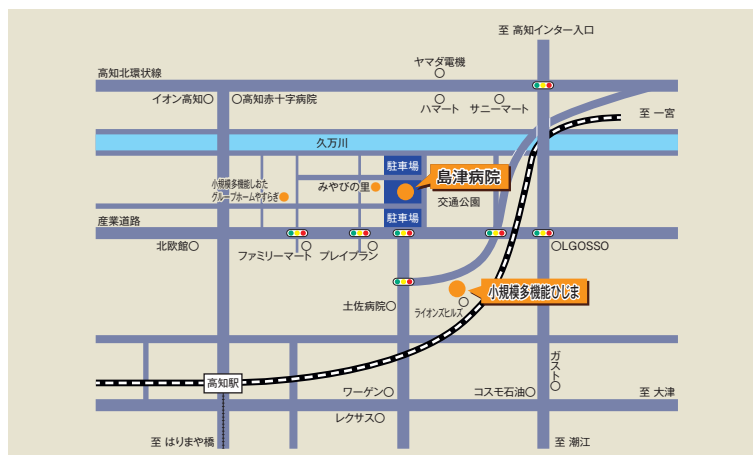 至 高知インター入口
ヤマダ電機
高知北環状線
イオン高知
高知赤十字病院
ハマート
サニーマート
至 一宮
久万川
駐車場
島津病院
小規模多機能しおた
グループホームやすらぎ
みやびの里
交通公園
駐車場
産業道路
北欧館
ファミリーマート
プレイプラン
LGOSSO
小規模多機能ひじま
土佐病院
ライオンズヒルズ
ガスト
高知駅
ワーゲン
コスモ石油
至 大津
レクサス
至 はりまや橋
至 潮江